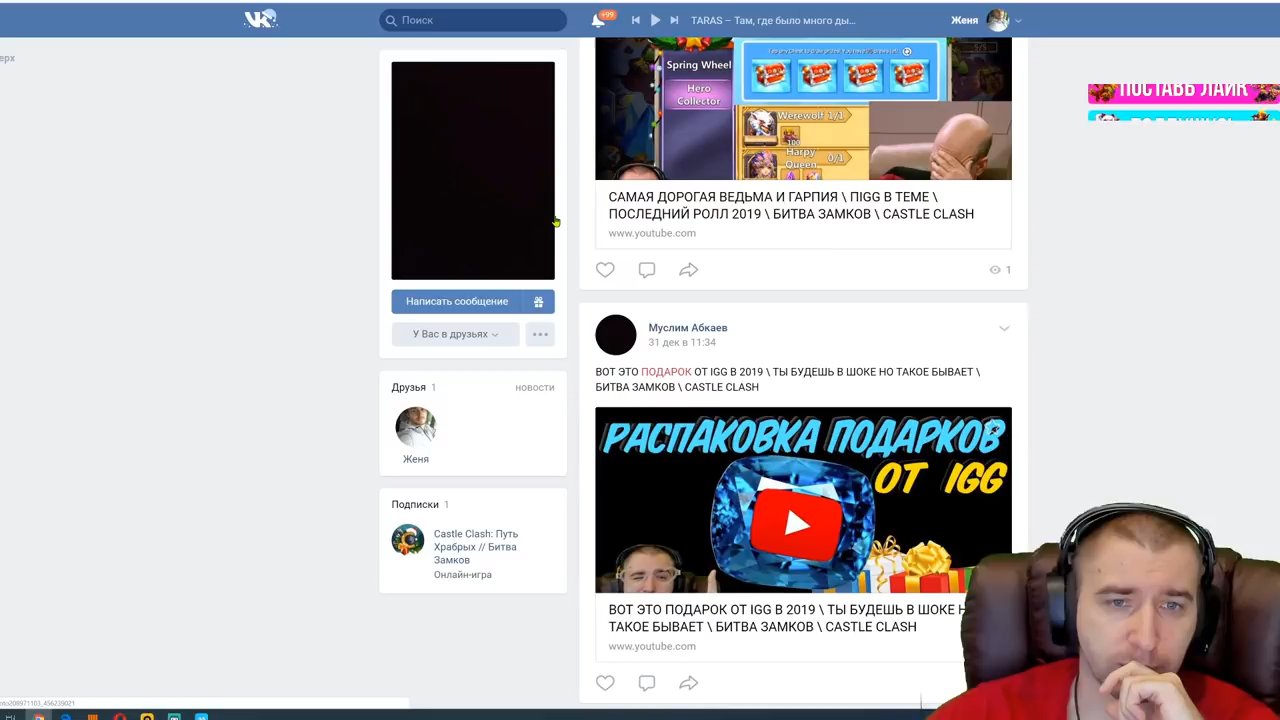 Поиск
+99
TARAS – Там, где было много ды...
Женя
ерх
ПОСТАВЬ ЛАЙК
Spring Wheel
Hero
Collector
Werewolf 1/1
100
Harpy 0/1
Queen
САМАЯ ДОРОГАЯ ВЕДЬМА И ГАРПИЯ \ ПIGG В ТЕМЕ \
ПОСЛЕДНИЙ РОЛЛ 2019 \ БИТВА ЗАМКОВ \ CASTLE CLASH
www.youtube.com
1
Написать сообщение
У Вас в друзьях
Друзья 1
новости
Женя
Подписки 1
Castle Clash: Путь
Храбрых // Битва
Замков
Онлайн-игра
Муслим Абкаев
31 дек в 11:34
ВОТ ЭТО ПОДАРОК ОТ IGG В 2019 \ ТЫ БУДЕШЬ В ШОКЕ НО ТАКОЕ БЫВАЕТ \
БИТВА ЗАМКОВ \ CASTLE CLASH
РАСПАКОВКА ПОДАРКОВ
ОТ IGG
ВОТ ЭТО ПОДАРОК ОТ IGG В 2019 \ ТЫ БУДЕШЬ В ШОКЕ Н
ТАКОЕ БЫВАЕТ \ БИТВА ЗАМКОВ \ CASTLE CLASH
www.youtube.com